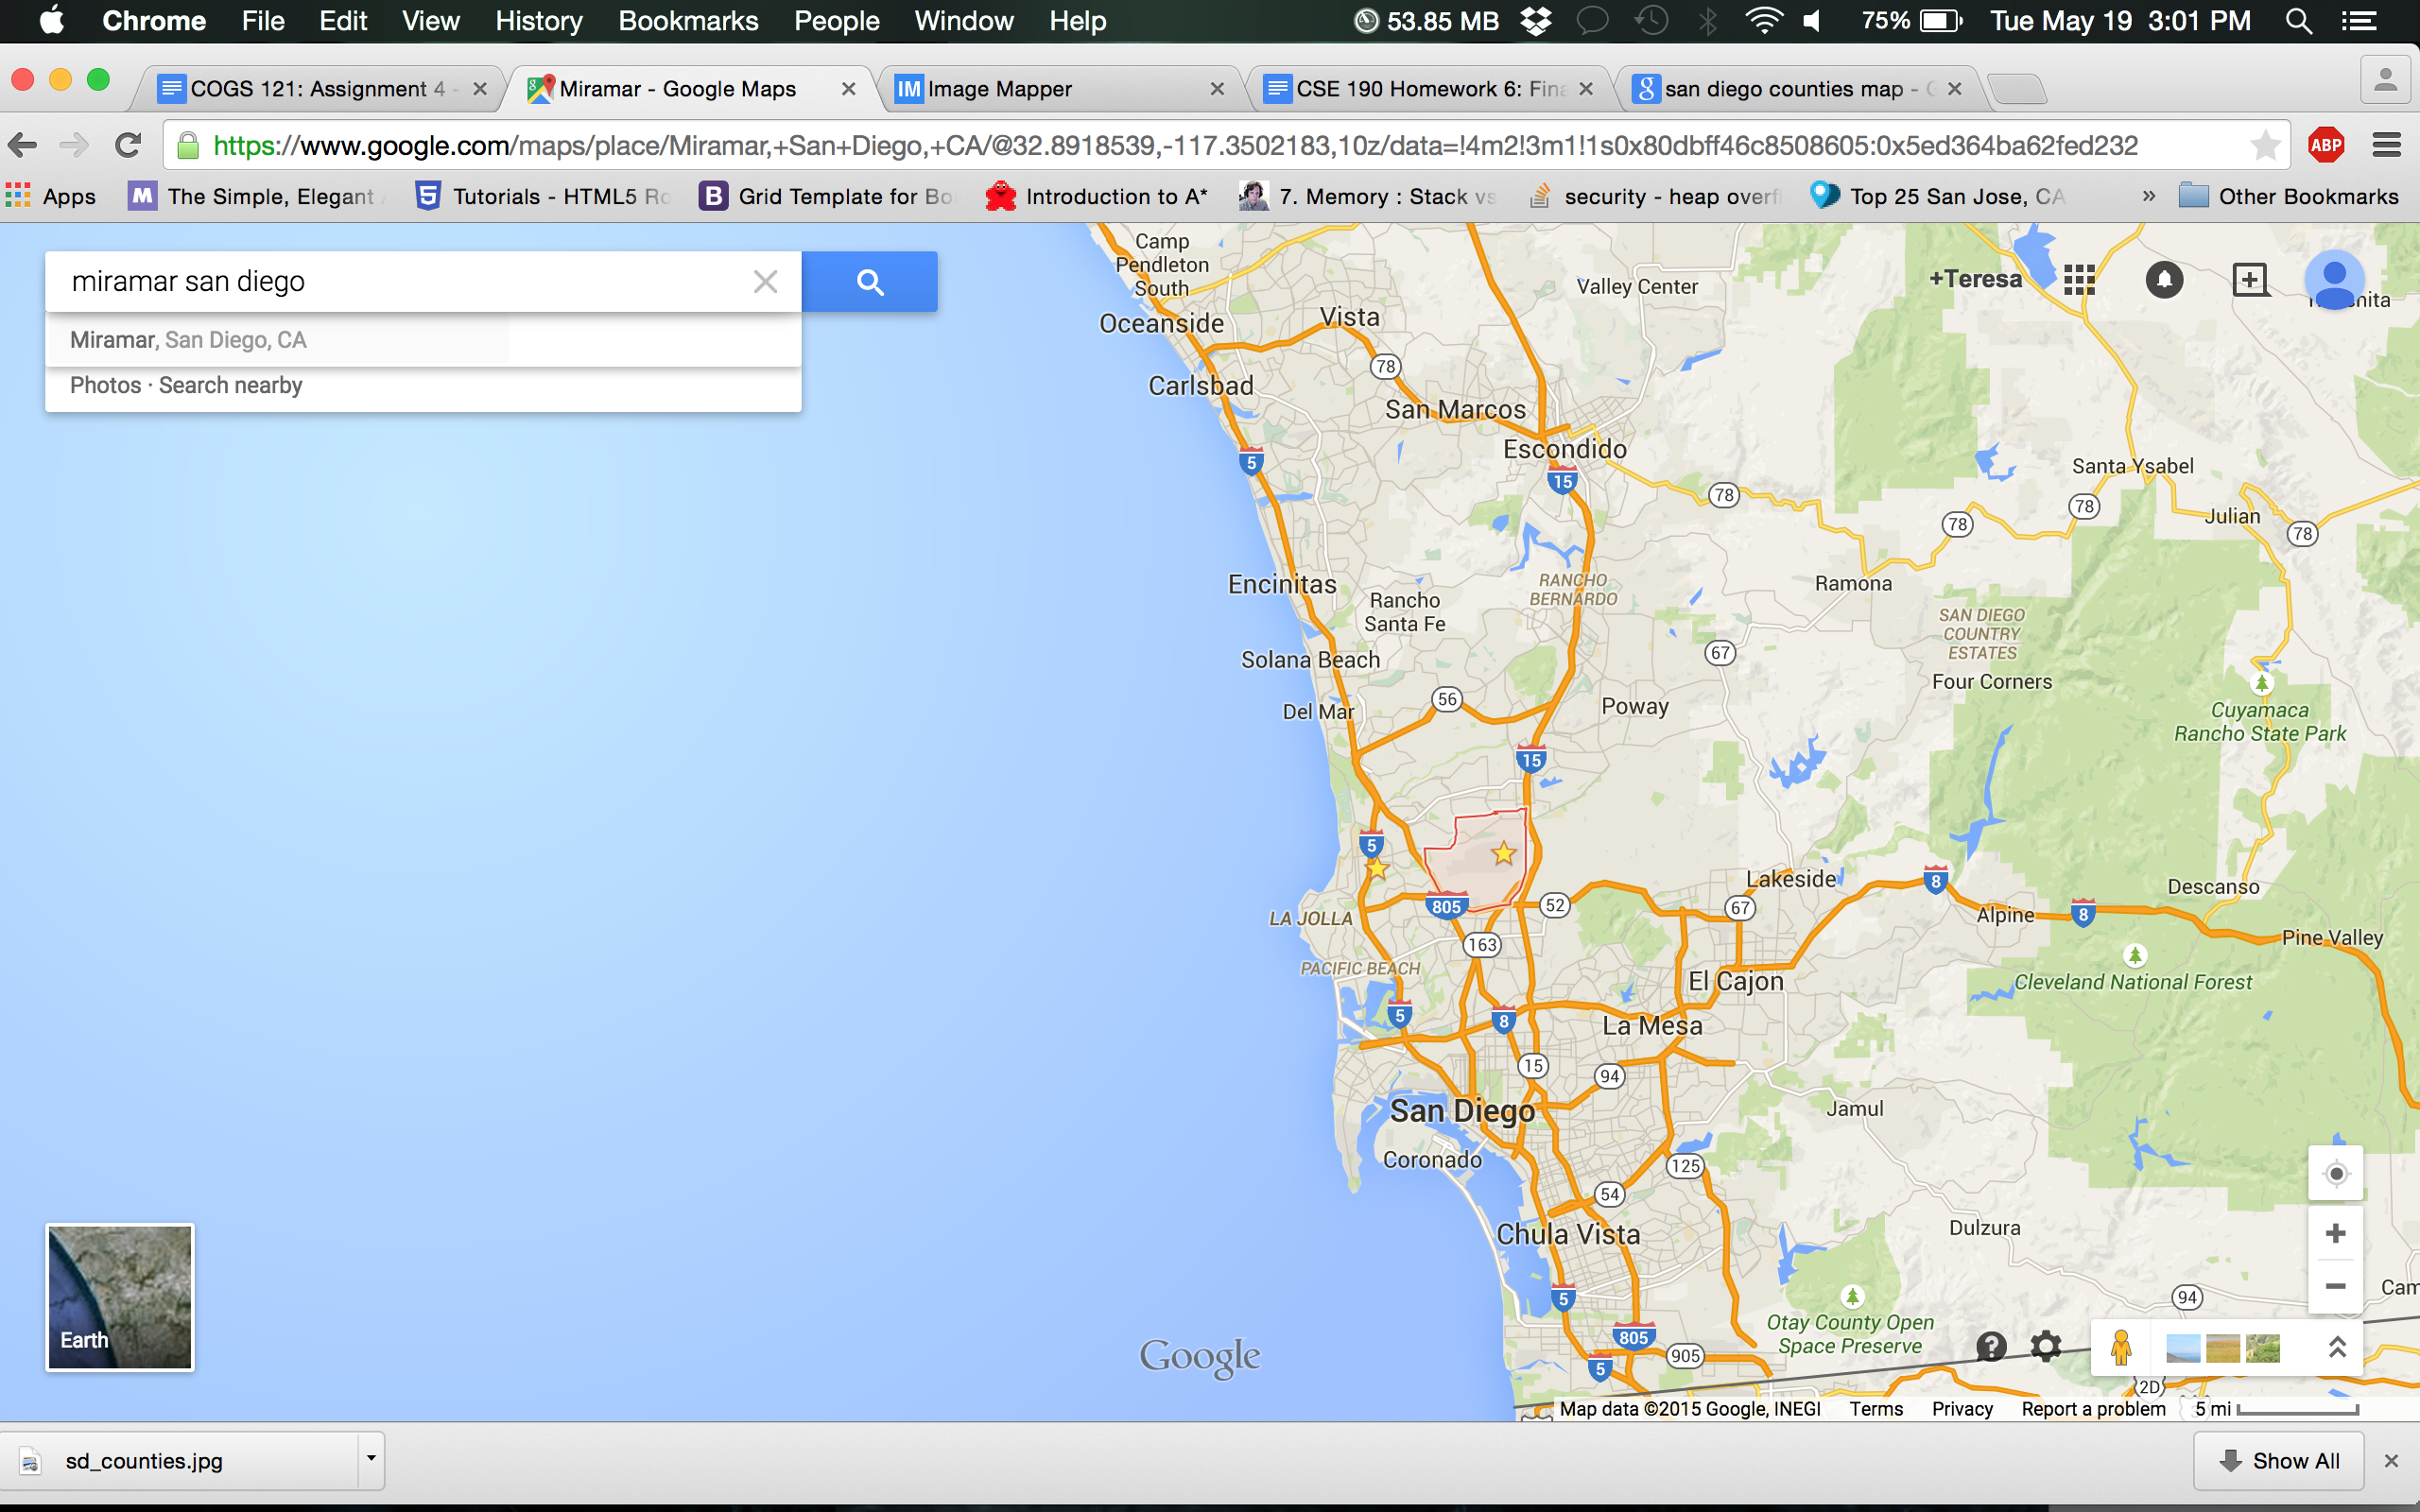 Chrome File Edit View History Bookmarks People Window Help 53.85 MB 75% Tue May 19 3:01 PM
COGS 121: Assignment 4 - Miramar - Google Maps IM Image Mapper CSE 190 Homework 6: Fina san diego counties map -
https://www.google.com/maps/place/Miramar,+San+Diego,+CA/@32.8918539,-117.3502183,10z/data=!4m2!3m1!1s0x80dbff46c8508605:0x5ed364ba62fed232 ABP
Apps M The Simple, Elegant 5 Tutorials - HTML5 Ro B Grid Template for Bo Introduction to A* 7. Memory : Stack vs security - heap overfl Top 25 San Jose, CA » Other Bookmarks
miramar san diego
Miramar, San Diego, CA
Photos · Search nearby
+Teresa
Camp
Pendleton
South
Valley Center
Oceanside
Vista
78
Carlsbad
San Marcos
Escondido
5
15
78
Santa Ysabel
78
78
Julian
78
Encinitas
Rancho
Santa Fe
RANCHO
BERNARDO
Ramona
SAN DIEGO
COUNTRY
ESTATES
67
Solana Beach
Four Corners
56
Del Mar
Poway
Cuyamaca
Rancho State Park
15
5
Lakeside
8
Descanso
805
52
67
LA JOLLA
Alpine
8
163
Pine Valley
PACIFIC BEACH
El Cajon
Cleveland National Forest
5
8
La Mesa
15
94
San Diego
Jamul
Coronado
125
54
Chula Vista
Dulzura
5
94
Cam
Otay County Open
Space Preserve
805
905
5
2D
Earth
Google
Map data ©2015 Google, INEGI Terms Privacy Report a problem 5 mi
sd_counties.jpg Show All